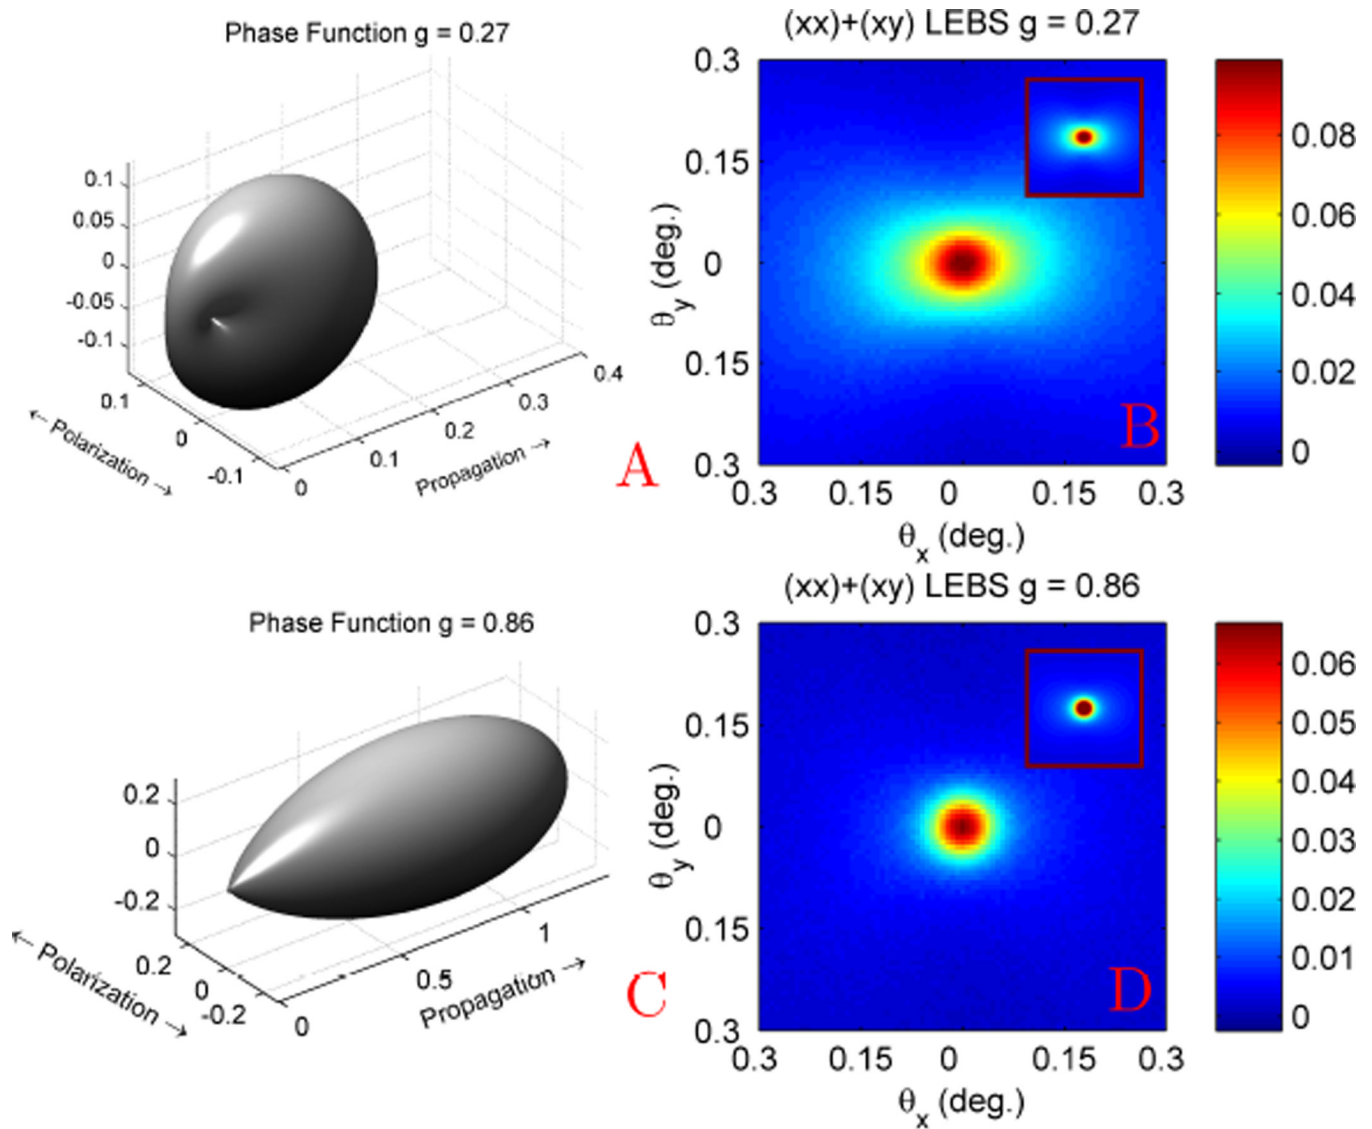 Phase Function g = 0.27
0.1
0.05
0
-0.05
-0.1
0.1
0
-0.1
← Polarization →
0
0.1
0.2
0.3
0.4
Propagation →
A
(xx)+(xy) LEBS g = 0.27
0.3
0.15
0
0.15
0.3
θy (deg.)
0.3 0.15 0 0.15 0.3
θx (deg.)
B
0.08
0.06
0.04
0.02
0
Phase Function g = 0.86
0.2
0
-0.2
0.2
0
-0.2
← Polarization →
0
0.5
1
Propagation →
C
(xx)+(xy) LEBS g = 0.86
0.3
0.15
0
0.15
0.3
θy (deg.)
0.3 0.15 0 0.15 0.3
θx (deg.)
D
0.06
0.05
0.04
0.03
0.02
0.01
0